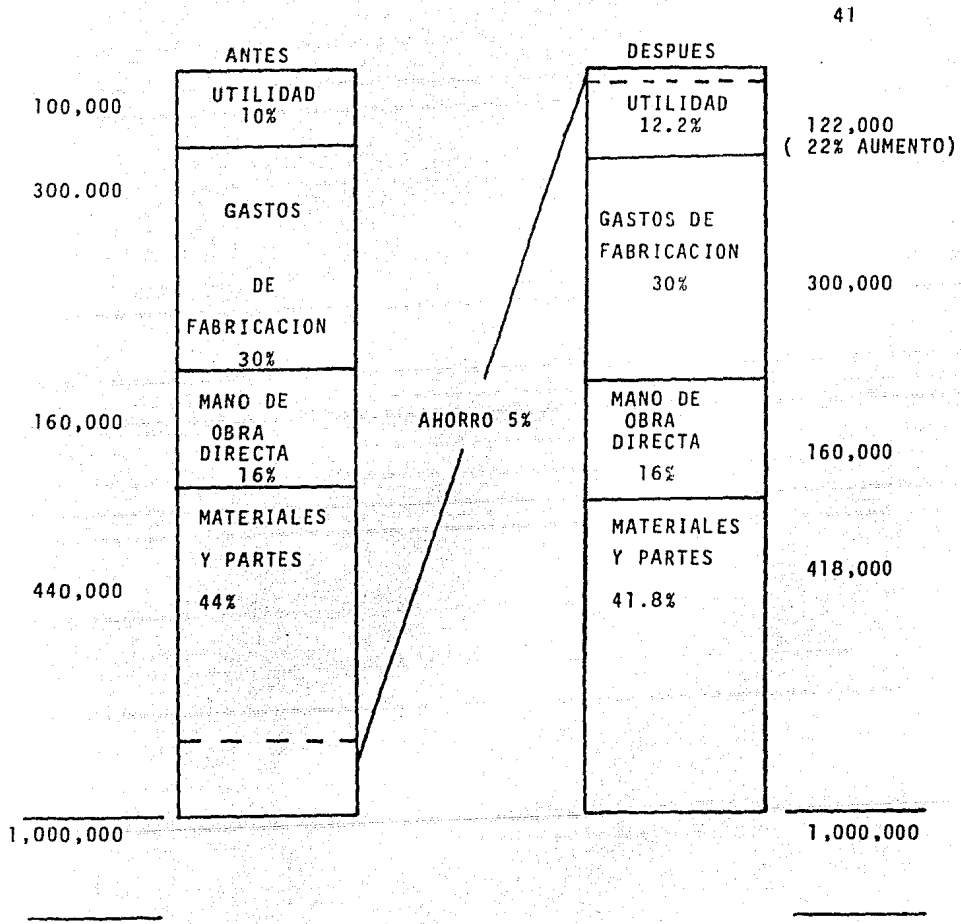 41
ANTES
100,000
UTILIDAD
10%
300.000
GASTOS
DE
FABRICACION
30%
160,000
MANO DE
OBRA
DIRECTA
16%
440,000
MATERIALES
Y PARTES
44%
1,000,000
AHORRO 5%
DESPUES
UTILIDAD
12.2%
122,000
( 22% AUMENTO)
GASTOS DE
FABRICACION
30%
300,000
MANO DE
OBRA
DIRECTA
16%
160,000
MATERIALES
Y PARTES
41.8%
418,000
1,000,000